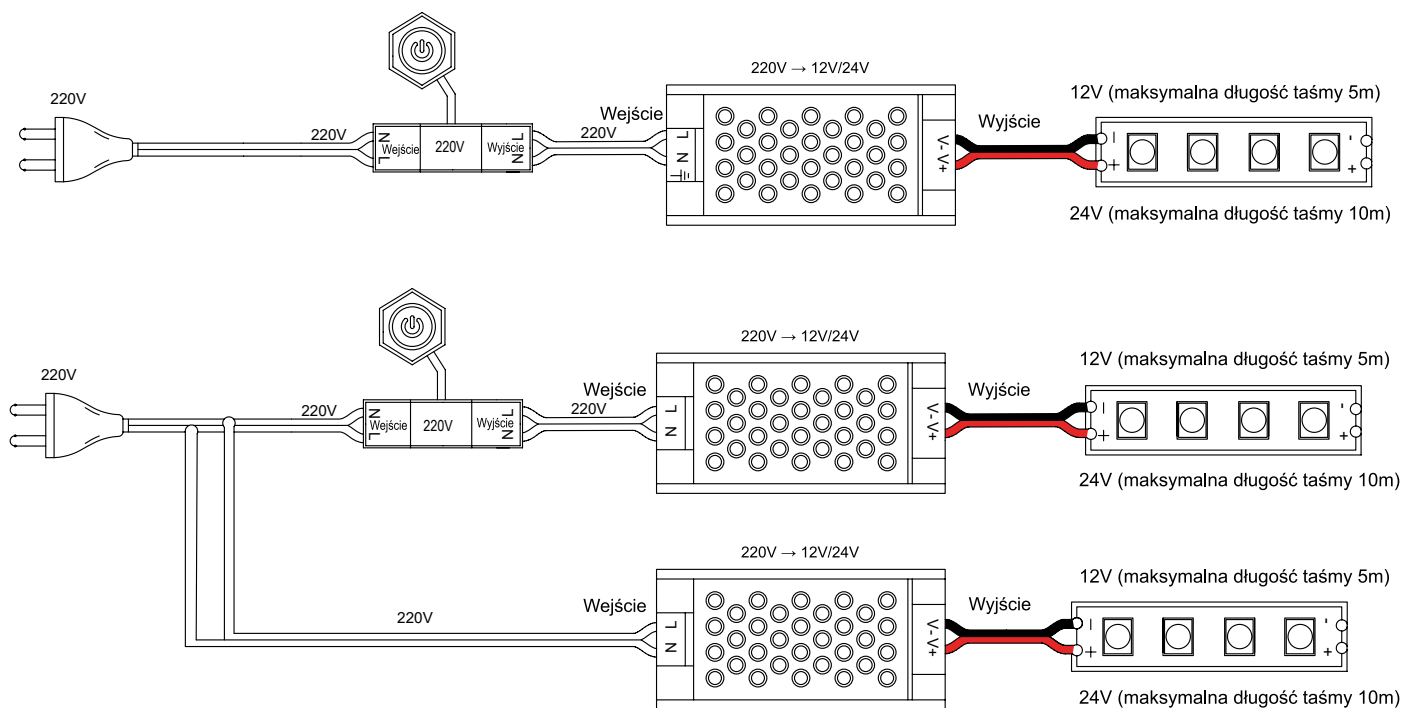 220V → 12V/24V
220V
12V (maksymalna długość taśmy 5m)
Wejście
Wyjście
220V
220V
N
L
Wejście
220V
Wyjście
L
N
L
N
V-
V+
-
+
-
+
24V (maksymalna długość taśmy 10m)
220V → 12V/24V
220V
12V (maksymalna długość taśmy 5m)
Wejście
Wyjście
220V
220V
N
L
Wejście
220V
Wyjście
L
N
L
N
V-
V+
-
+
-
+
24V (maksymalna długość taśmy 10m)
220V → 12V/24V
12V (maksymalna długość taśmy 5m)
Wejście
Wyjście
220V
L
N
V-
V+
-
+
-
+
24V (maksymalna długość taśmy 10m)